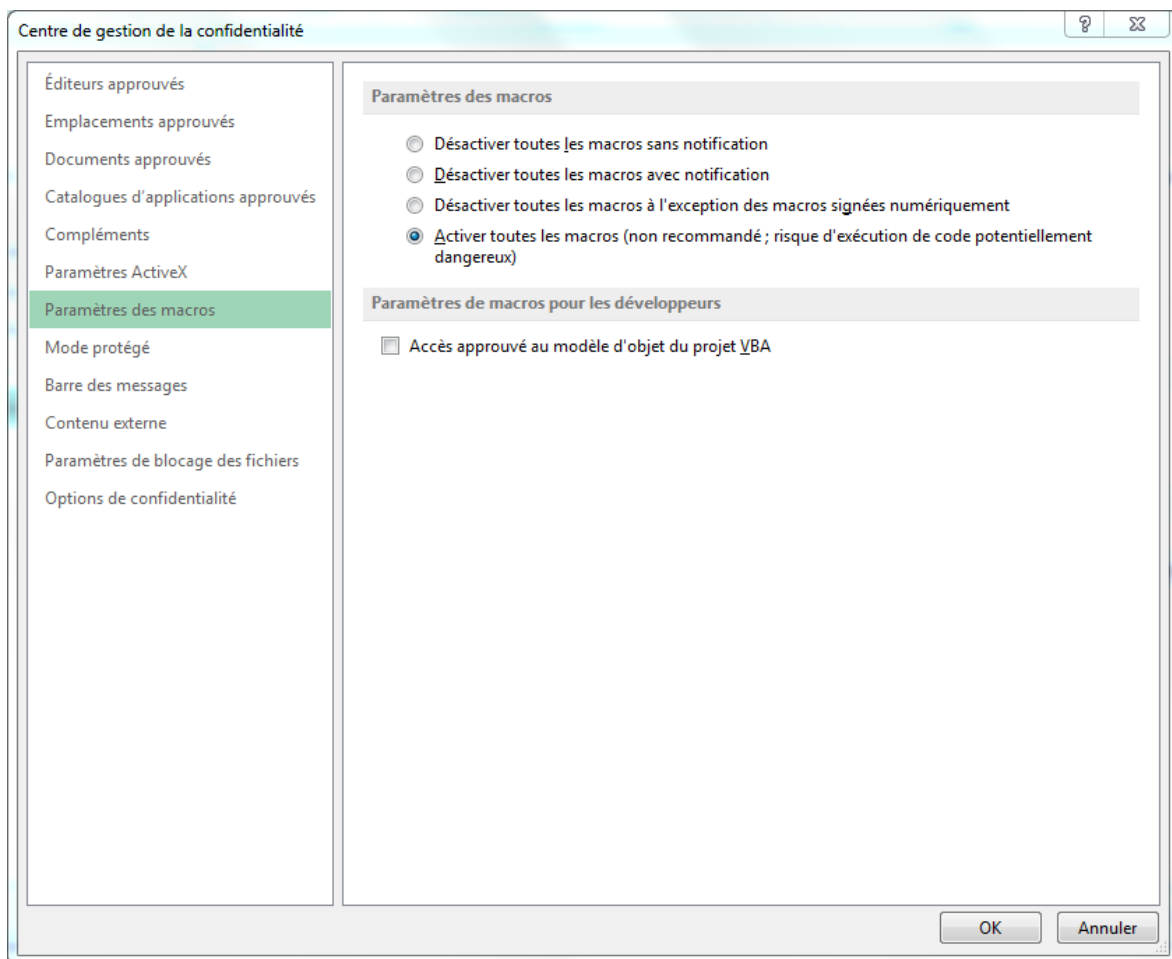 Centre de gestion de la confidentialité
Éditeurs approuvés
Emplacements approuvés
Documents approuvés
Catalogues d'applications approuvés
Compléments
Paramètres ActiveX
Paramètres des macros
Mode protégé
Barre des messages
Contenu externe
Paramètres de blocage des fichiers
Options de confidentialité
Paramètres des macros
Désactiver toutes les macros sans notification
Désactiver toutes les macros avec notification
Désactiver toutes les macros à l'exception des macros signées numériquement
Activer toutes les macros (non recommandé ; risque d'exécution de code potentiellement
dangereux)
Paramètres de macros pour les développeurs
Accès approuvé au modèle d'objet du projet VBA
OK
Annuler